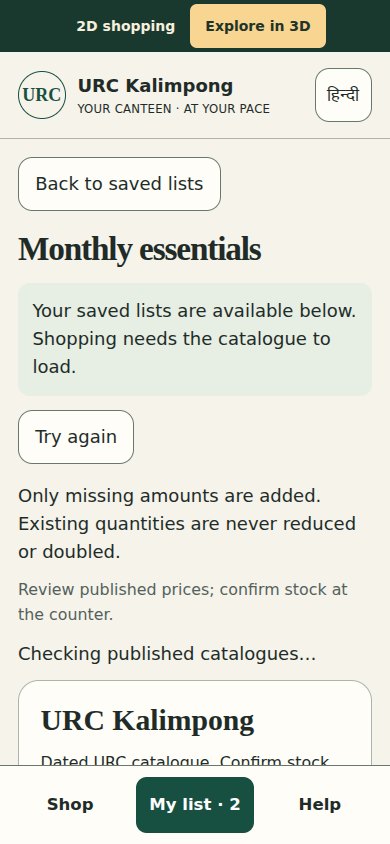 2D shopping Explore in 3D
URC
URC Kalimpong
YOUR CANTEEN · AT YOUR PACE
हिन्दी
Back to saved lists
Monthly essentials
Your saved lists are available below.
Shopping needs the catalogue to
load.
Try again
Only missing amounts are added.
Existing quantities are never reduced
or doubled.
Review published prices; confirm stock at
the counter.
Checking published catalogues…
URC Kalimpong
Dated URC catalogue. Confirm stock
Shop My list · 2 Help